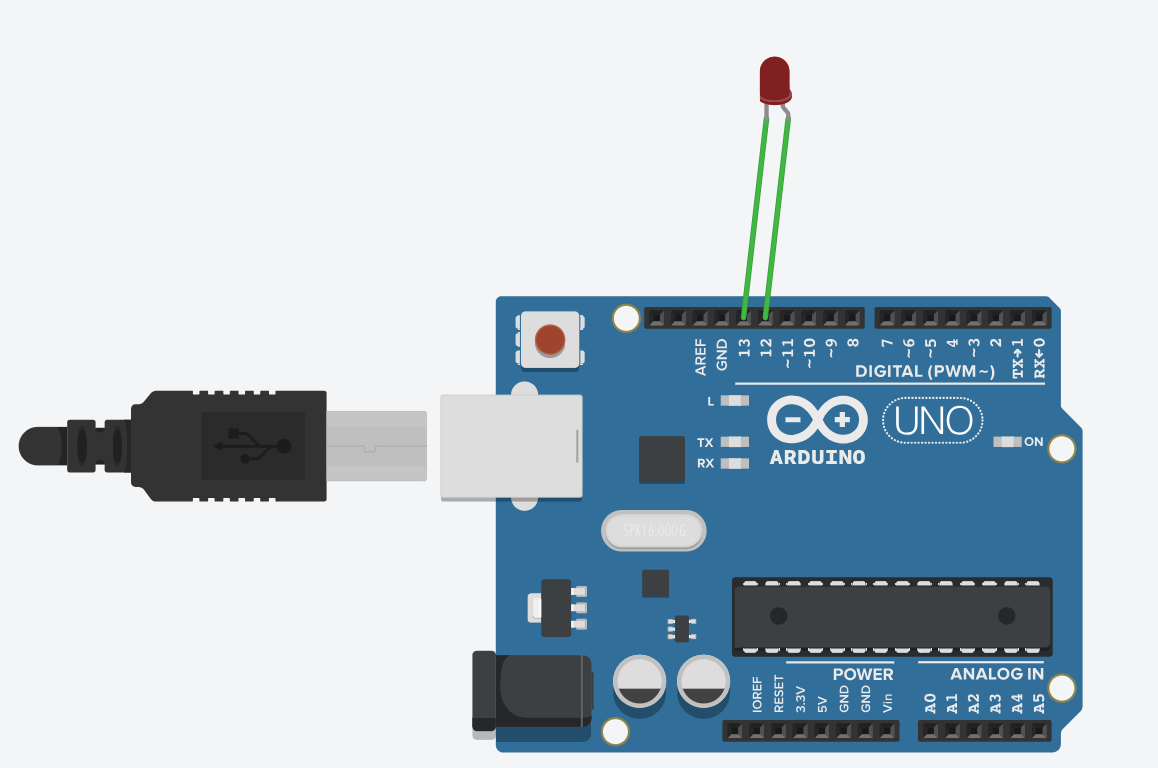 AREF
GND
13
12
~11
~10
~9
8
7
~6
~5
4
~3
2
TX→1
RX←0
DIGITAL (PWM~)
L
TX
RX
UNO
ARDUINO
ON
SPK16.000G
POWER
ANALOG IN
IOREF
RESET
3.3V
5V
GND
GND
Vin
A0
A1
A2
A3
A4
A5